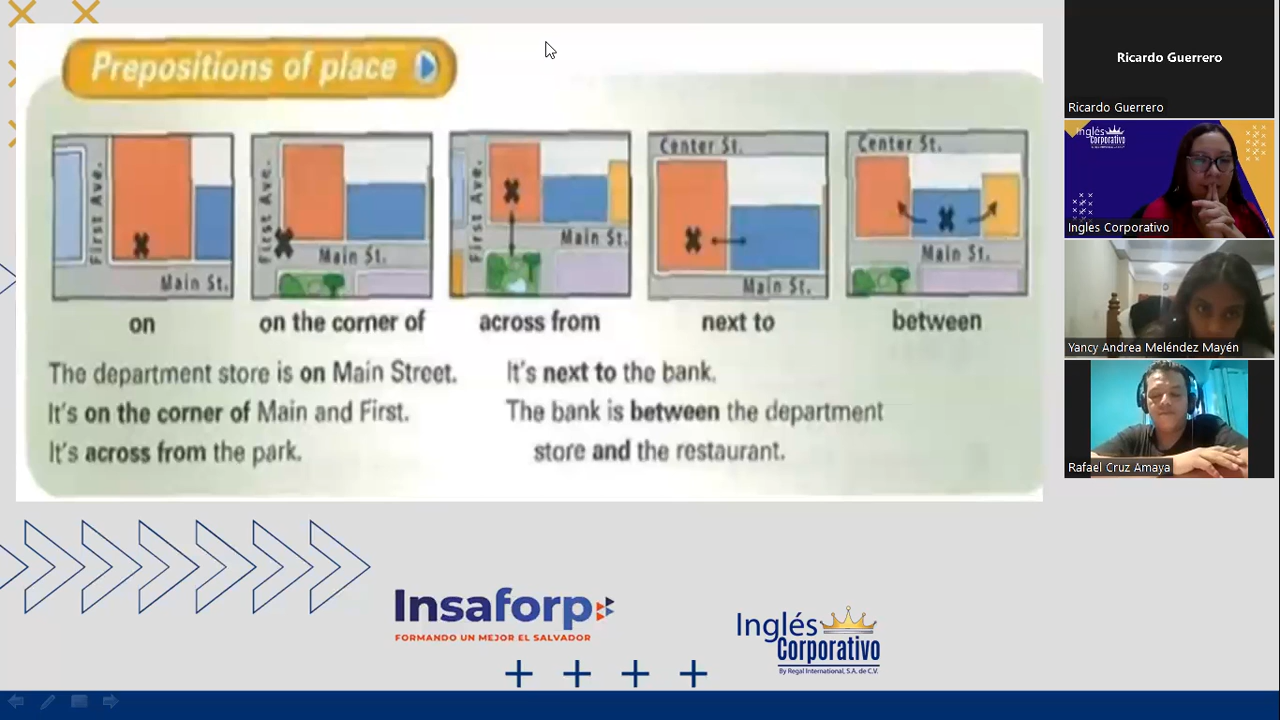 Prepositions of place
First Ave.
Main St.
First Ave.
Main St.
First Ave.
Main St.
Center St.
Main St.
Center St.
Main St.
on
on the corner of
across from
next to
between
The department store is on Main Street.
It's on the corner of Main and First.
It's across from the park.
It's next to the bank.
The bank is between the department
store and the restaurant.
Insaforp
FORMANDO UN MEJOR EL SALVADOR
Inglés
Corporativo
By Regal International, S.A. de C.V.
Ricardo Guerrero
Ricardo Guerrero
Inglés
Corporativo
Ingles Corporativo
Yancy Andrea Meléndez Mayén
Rafael Cruz Amaya